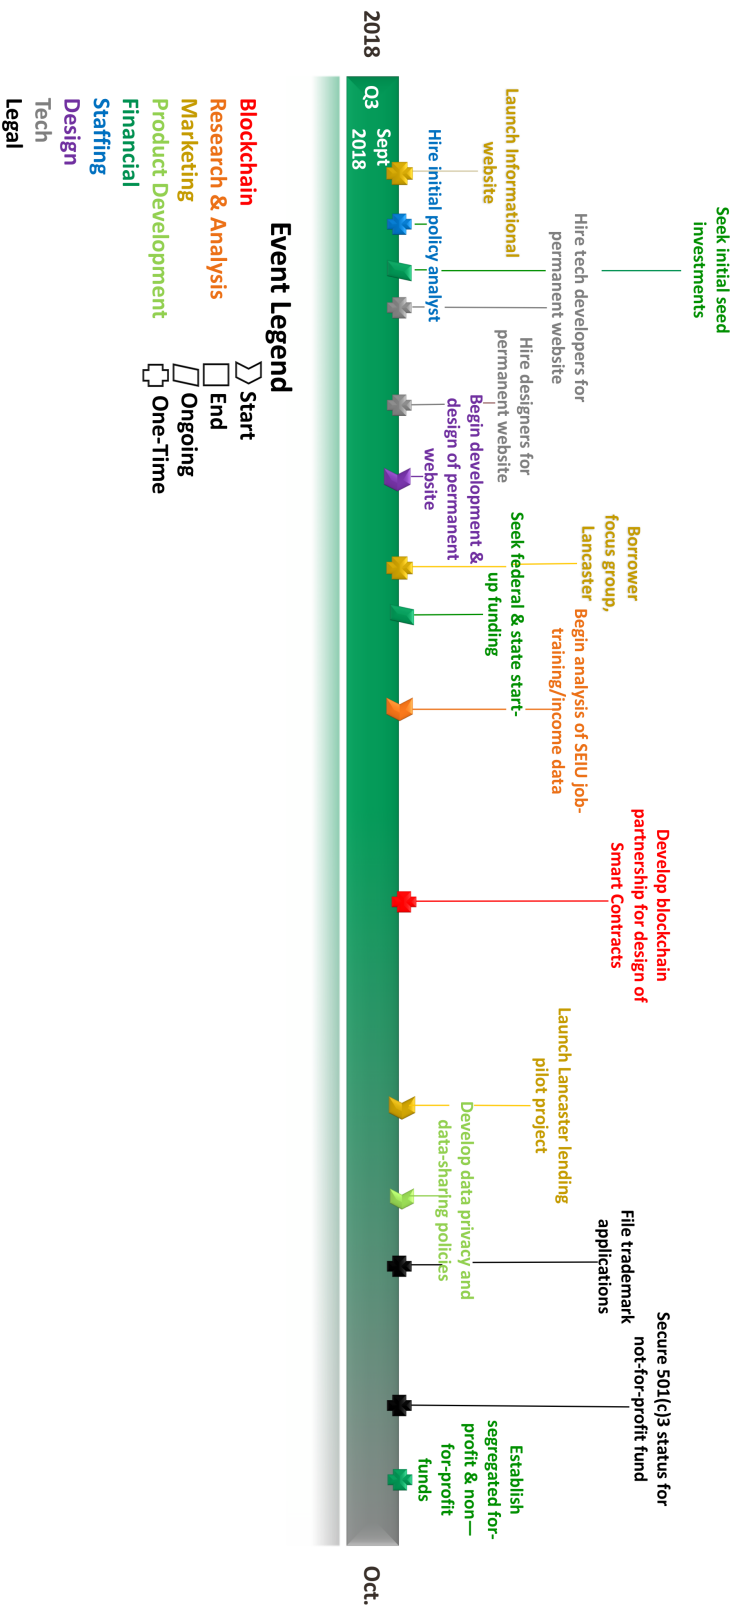 Seek initial seed
investments
Launch Informational
website
Hire initial policy analyst
Hire tech developers for
permanent website
Hire designers for
permanent website
Begin development &
design of permanent
website
Borrower
focus group,
Lancaster
Seek federal & state start-
up funding
Begin analysis of SEIU job-
training/income data
Develop blockchain
partnership for design of
Smart Contracts
Launch Lancaster lending
pilot project
Develop data privacy and
data-sharing policies
File trademark
applications
Secure 501(c)3 status for
not-for-profit fund
Establish
segregated for-
profit & non—
for-profit
funds
2018
Q3
Sept
2018
Oct.
Event Legend
Blockchain
Research & Analysis
Marketing
Product Development
Financial
Staffing
Design
Tech
Legal
Start
End
Ongoing
One-Time